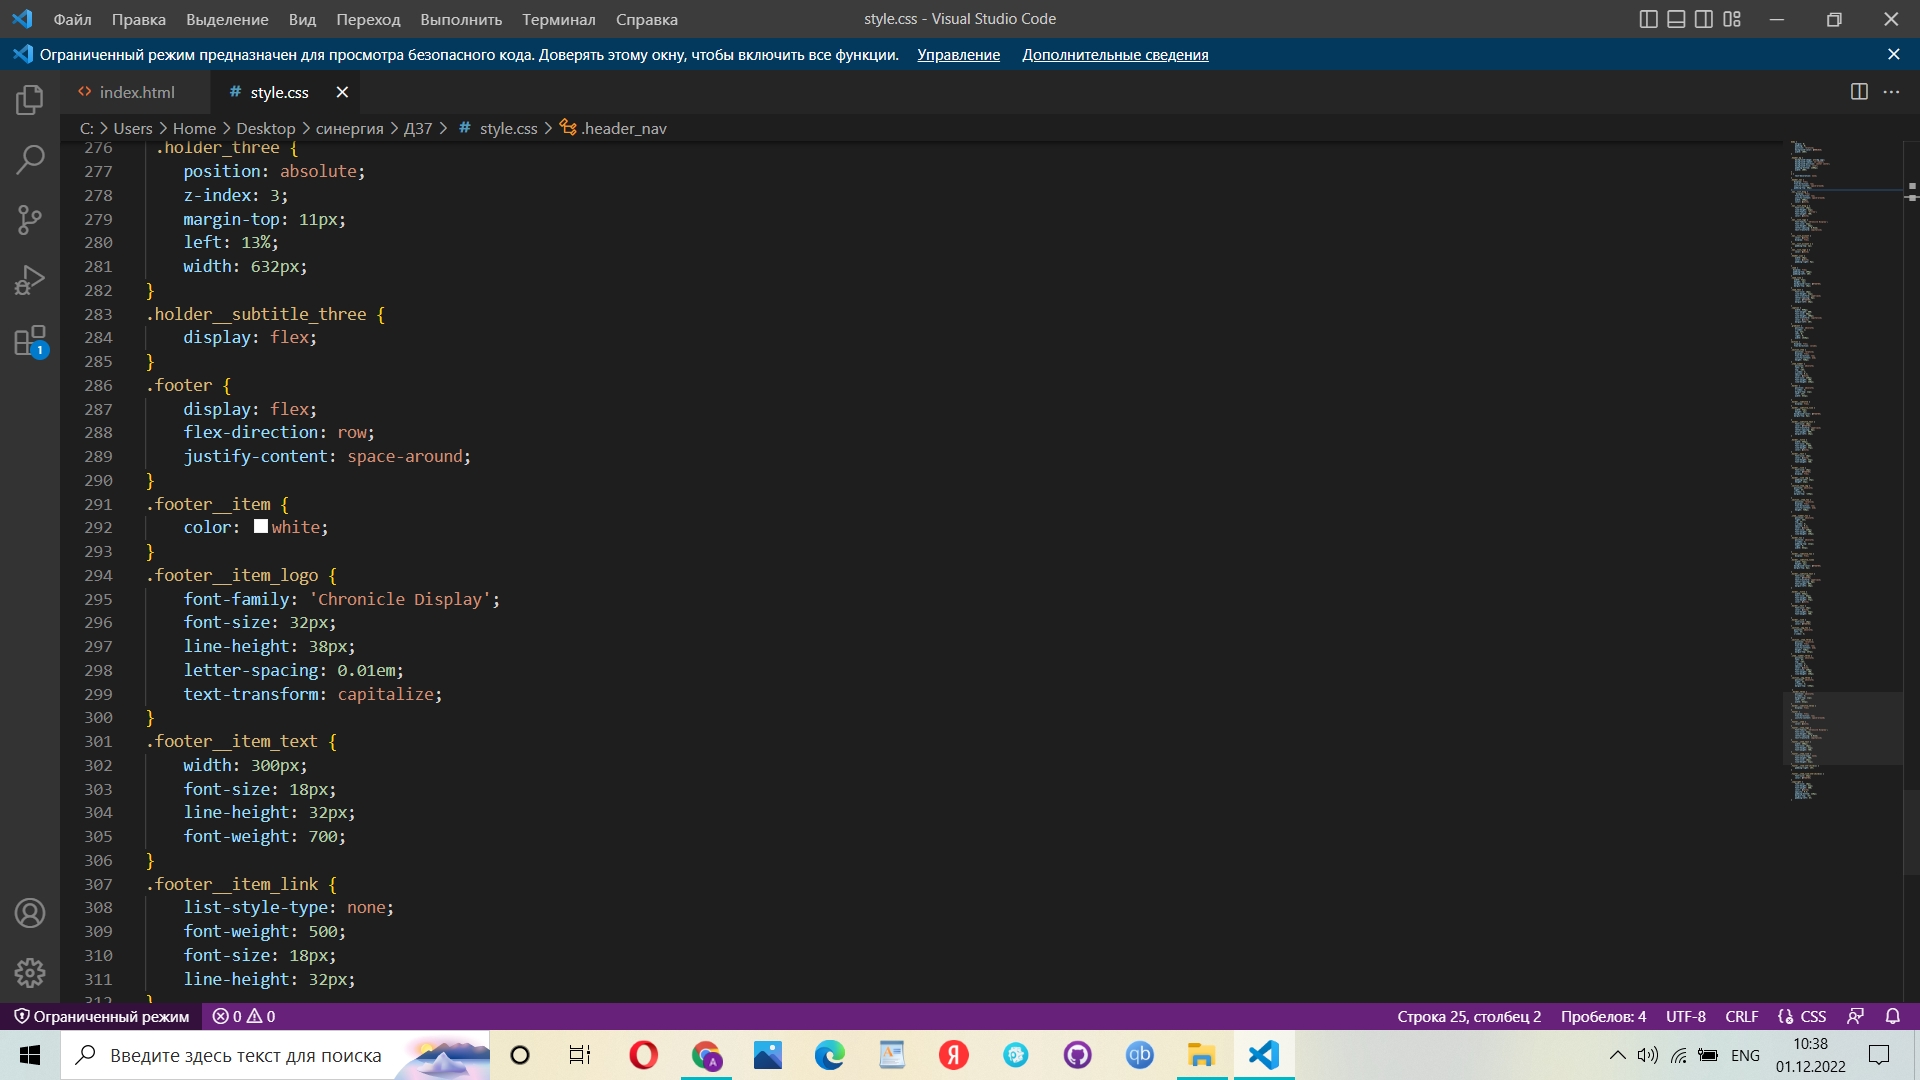 Файл Правка Выделение Вид Переход Выполнить Терминал Справка
style.css - Visual Studio Code
Ограниченный режим предназначен для просмотра безопасного кода. Доверять этому окну, чтобы включить все функции. Управление Дополнительные сведения
<> index.html # style.css
C: > Users > Home > Desktop > синергия > Д37 > # style.css > .header_nav
276 .holder_three {
277 position: absolute;
278 z-index: 3;
279 margin-top: 11px;
280 left: 13%;
281 width: 632px;
282 }
283 .holder__subtitle_three {
284 display: flex;
285 }
286 .footer {
287 display: flex;
288 flex-direction: row;
289 justify-content: space-around;
290 }
291 .footer__item {
292 color: white;
293 }
294 .footer__item_logo {
295 font-family: 'Chronicle Display';
296 font-size: 32px;
297 line-height: 38px;
298 letter-spacing: 0.01em;
299 text-transform: capitalize;
300 }
301 .footer__item_text {
302 width: 300px;
303 font-size: 18px;
304 line-height: 32px;
305 font-weight: 700;
306 }
307 .footer__item_link {
308 list-style-type: none;
309 font-weight: 500;
310 font-size: 18px;
311 line-height: 32px;
312 }
1
Ограниченный режим 0 0
Строка 25, столбец 2 Пробелов: 4 UTF-8 CRLF {} CSS
Введите здесь текст для поиска
A
Я
qb
ENG
10:38
01.12.2022